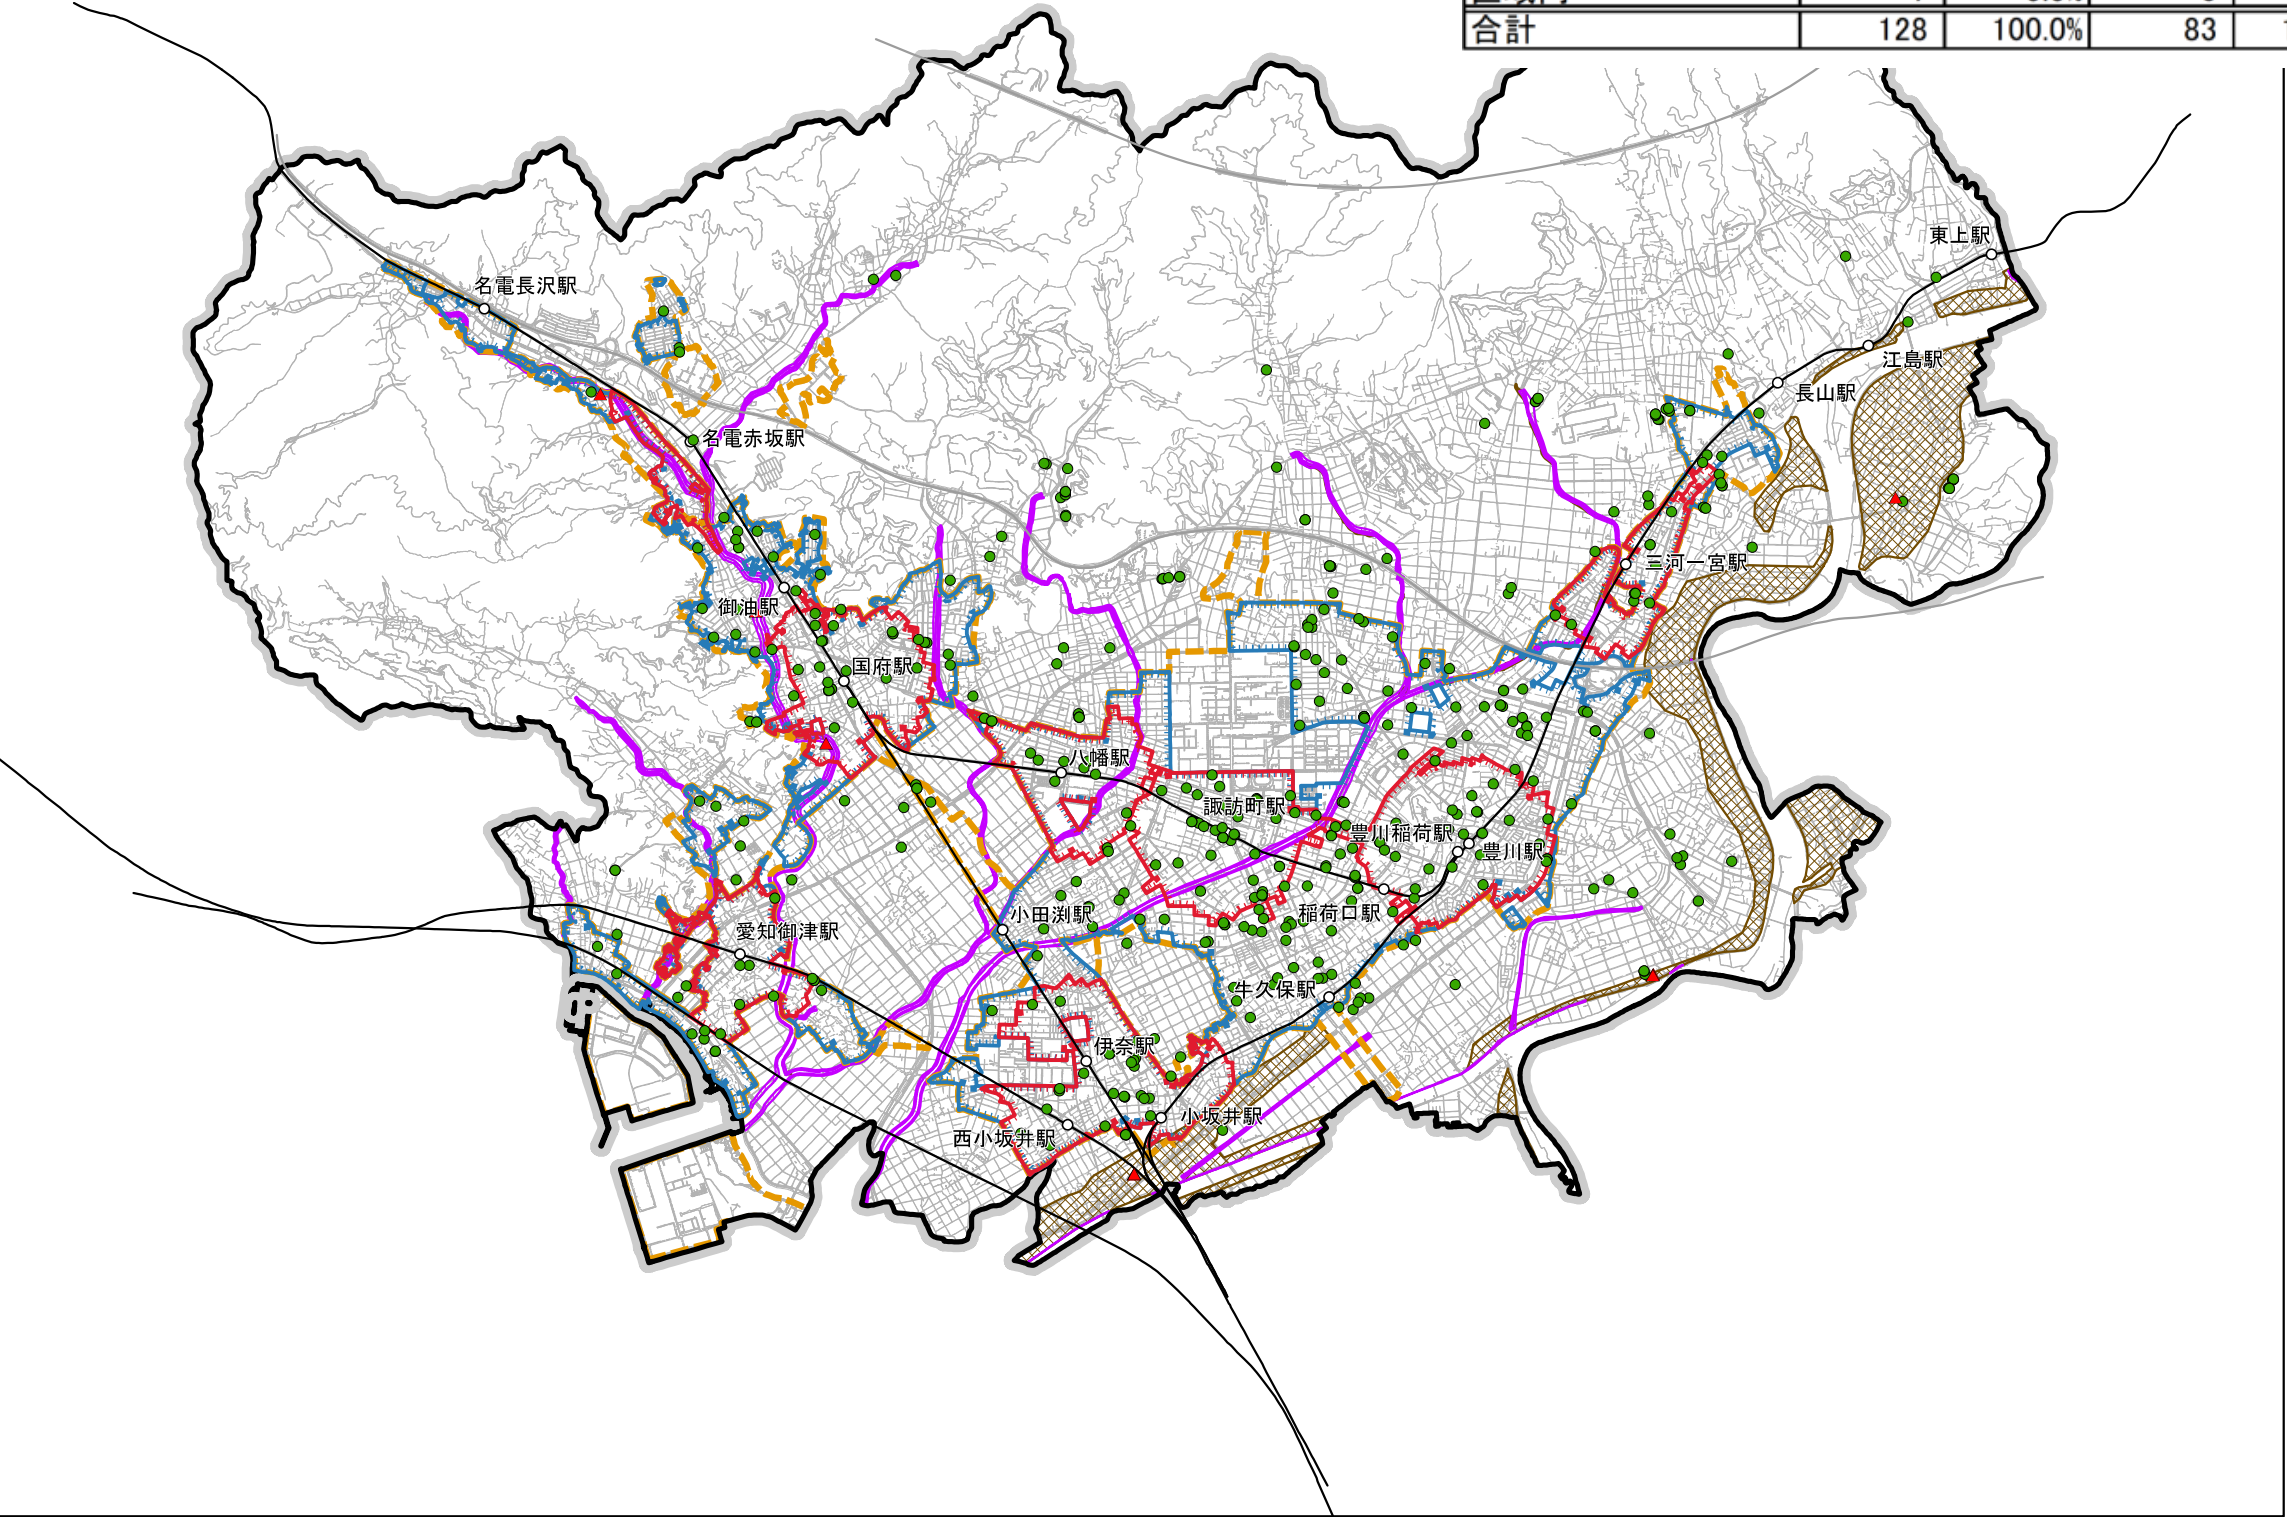 合計 128 100.0% 83
東上駅
名電長沢駅
江島駅
長山駅
名電赤坂駅
三河一宮駅
御油駅
国府駅
八幡駅
諏訪町駅
豊川稲荷駅
豊川駅
小田渕駅
稲荷口駅
愛知御津駅
牛久保駅
伊奈駅
小坂井駅
西小坂井駅